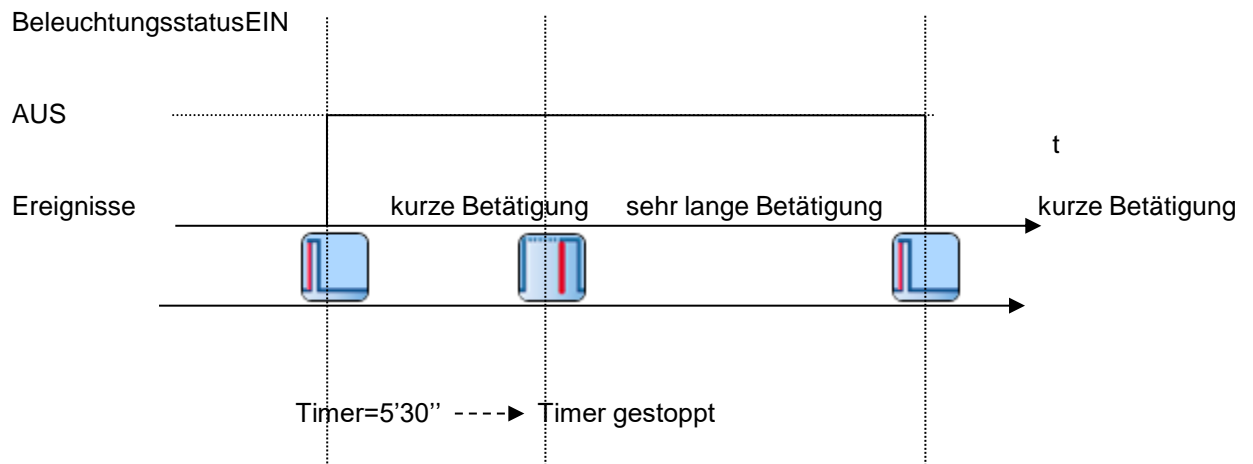 BeleuchtungsstatusEIN
AUS
t
Ereignisse kurze Betätigung sehr lange Betätigung kurze Betätigung
Timer=5’30’’ Timer gestoppt